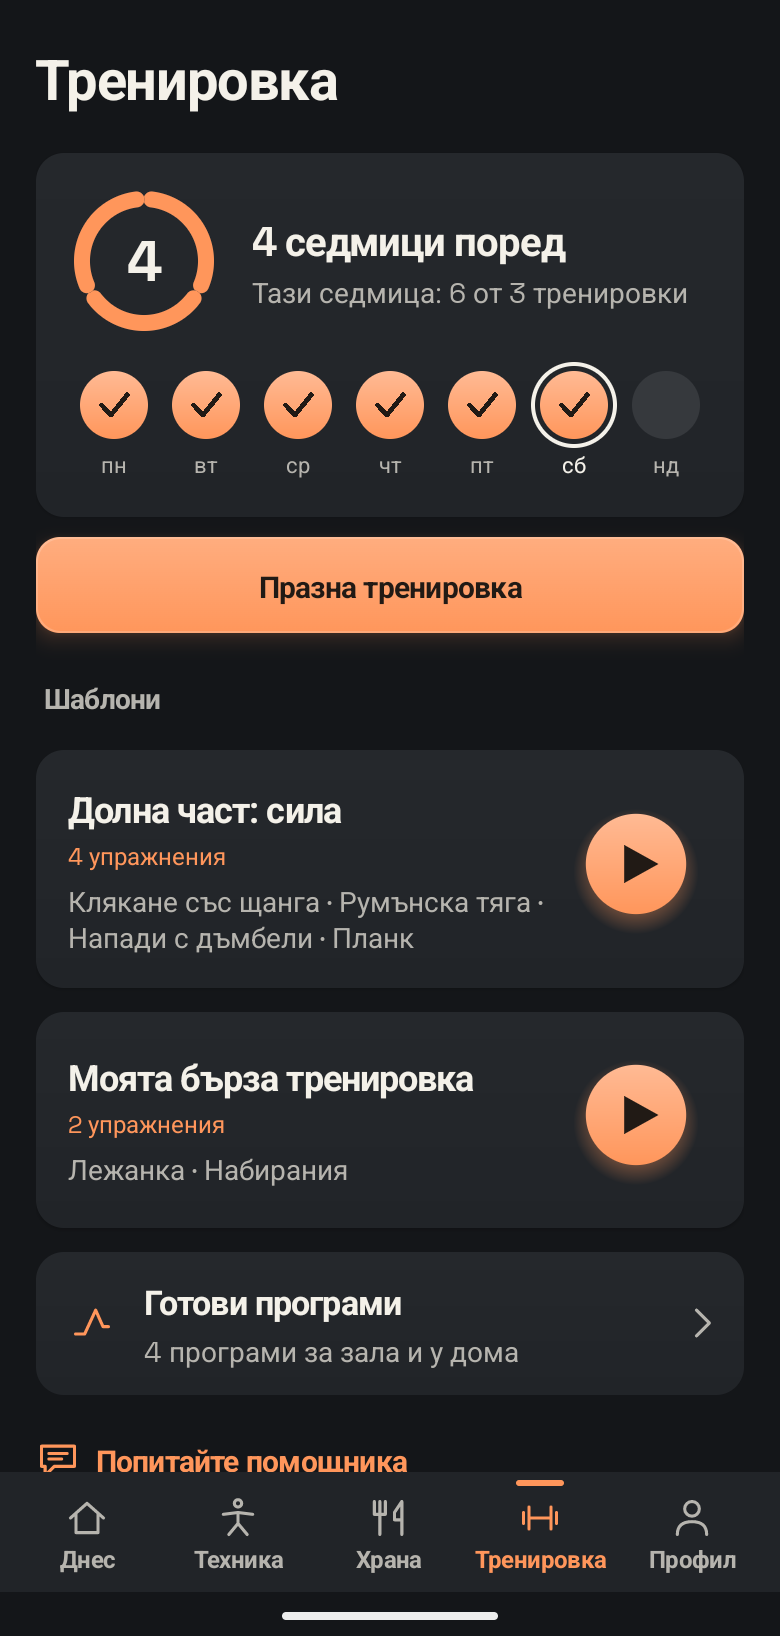 Тренировка
4
4 седмици поред
Тази седмица: 6 от 3 тренировки
пн вт ср чт пт сб нд
Празна тренировка
Шаблони
Долна част: сила
4 упражнения
Клякане със щанга · Румънска тяга ·
Напади с дъмбели · Планк
Моята бърза тренировка
2 упражнения
Лежанка · Набирания
Готови програми
4 програми за зала и у дома
Попитайте помощника
Днес Техника Храна Тренировка Профил